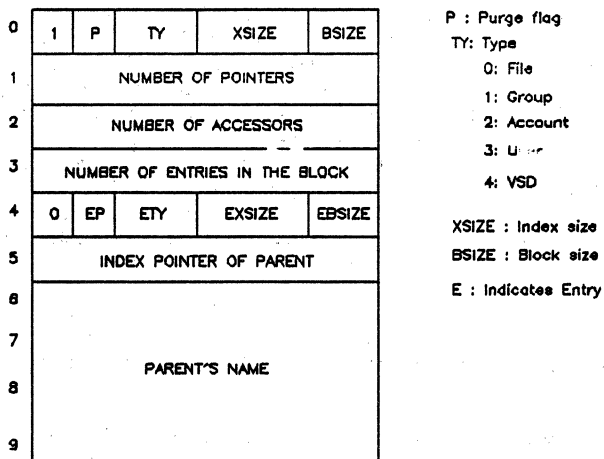 0 1 P TY XSIZE BSIZE
1 NUMBER OF POINTERS
2 NUMBER OF ACCESSORS
3 NUMBER OF ENTRIES IN THE BLOCK
4 0 EP ETY EXSIZE EBSIZE
5 INDEX POINTER OF PARENT
6
7
PARENT'S NAME
8
9
P : Purge flag
TY: Type
0: File
1: Group
2: Account
3:
4: VSD
XSIZE : Index size
BSIZE : Block size
E : Indicates Entry